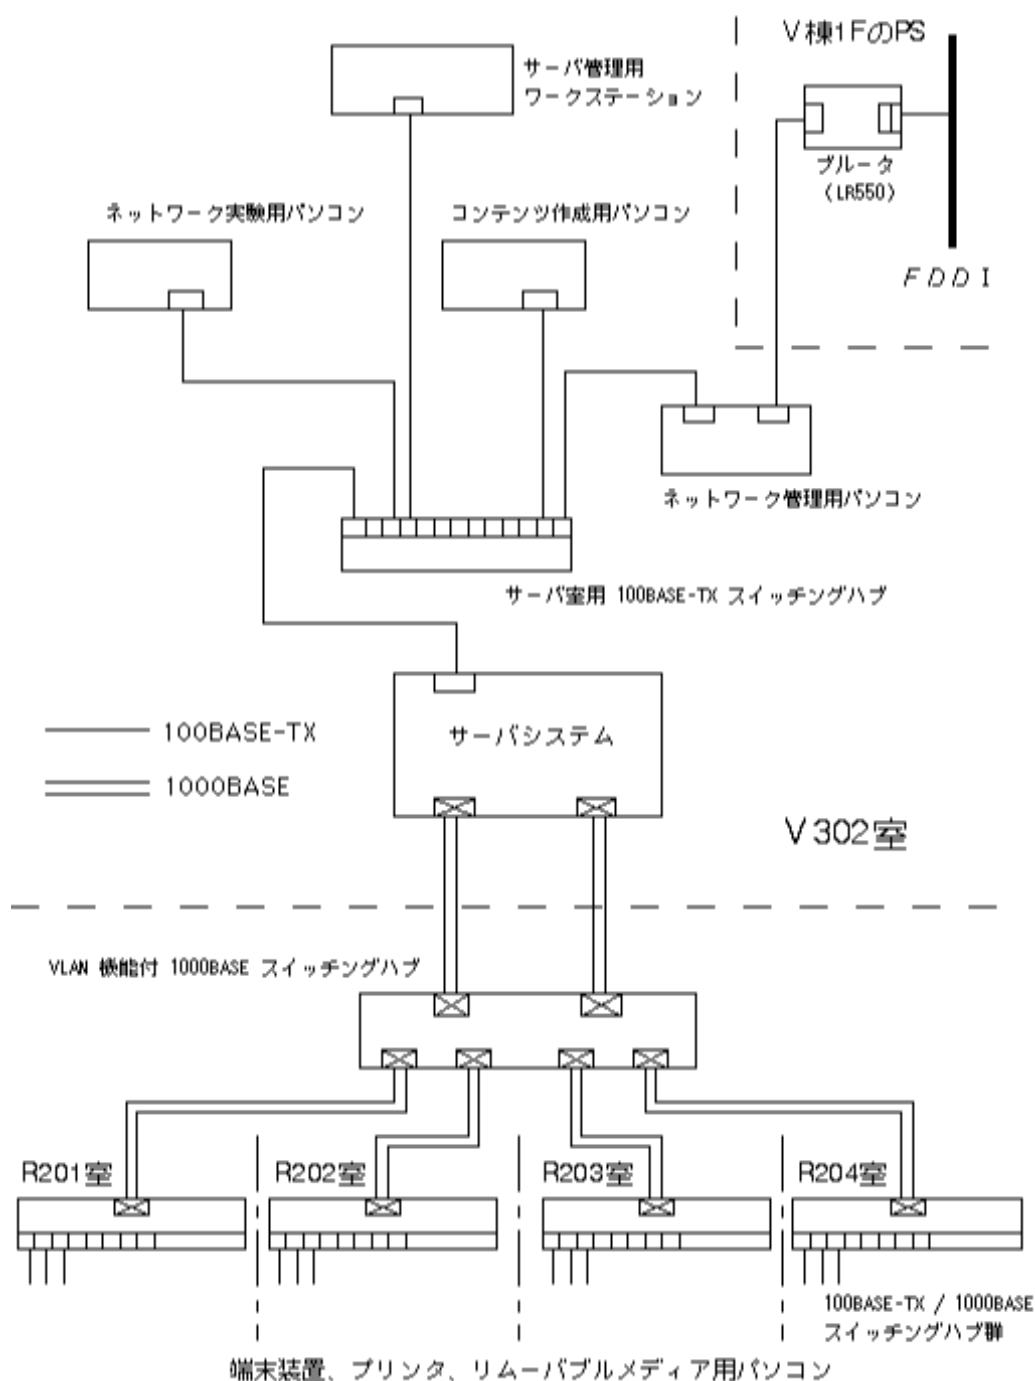 V棟1FのPS
サーバ管理用
ワークステーション
ブルータ
(LR550)
ネットワーク実験用パソコン
コンテンツ作成用パソコン
FDDI
ネットワーク管理用パソコン
サーバ室用 100BASE-TX スイッチングハブ
100BASE-TX
サーバシステム
1000BASE
V302室
VLAN 機能付 1000BASE スイッチングハブ
R201室
R202室
R203室
R204室
100BASE-TX / 1000BASE
スイッチングハブ群
端末装置、プリンタ、リムーバブルメディア用パソコン